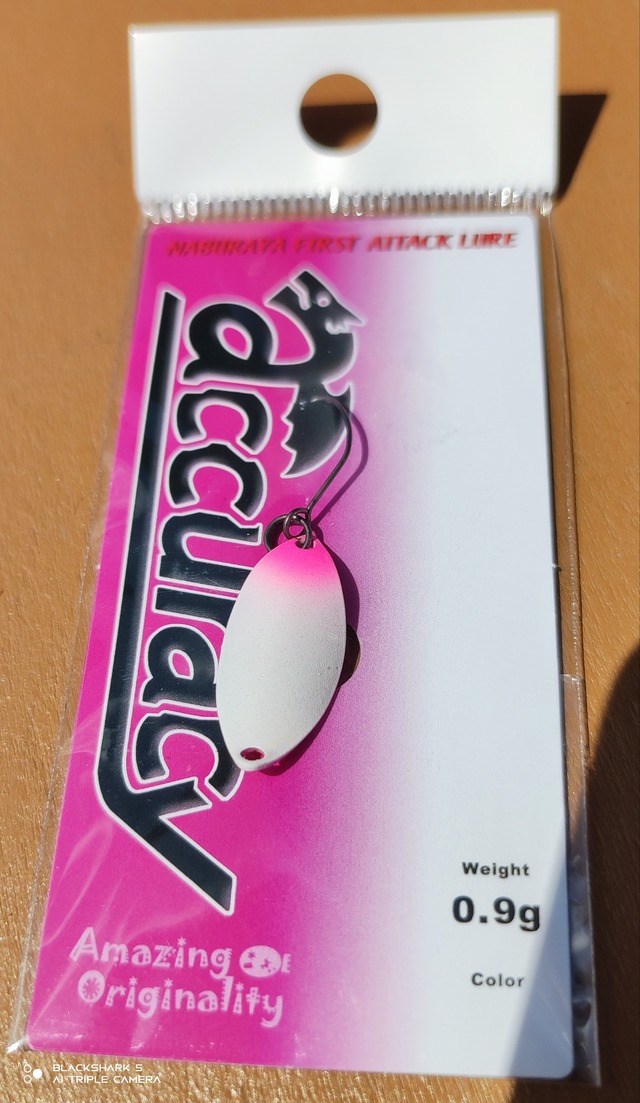 NABURAYA FIRST ATTACK LURE
accuracy
Amazing
Originality
Weight
0.9g
Color
BLACKSHARK 5
AI TRIPLE CAMERA